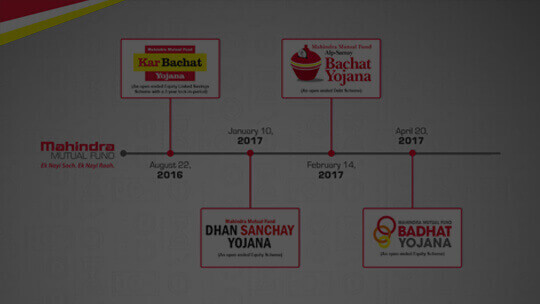 Mahindra Mutual Fund
Kar Bachat
Yojana
(An open ended Equity Linked Savings
Scheme with a 3 year lock-in period)
Mahindra Mutual Fund
Alp-Samay
Bachat
Yojana
(An open ended Debt Scheme)
Mahindra
MUTUAL FUND
Ek Nayi Soch. Ek Nayi Raah.
August 22,
2016
January 10,
2017
February 14,
2017
April 20,
2017
Mahindra Mutual Fund
DHAN SANCHAY
YOJANA
(An open ended Equity Scheme)
MAHINDRA MUTUAL FUND
BADHAT
YOJANA
(An open ended Equity Scheme)